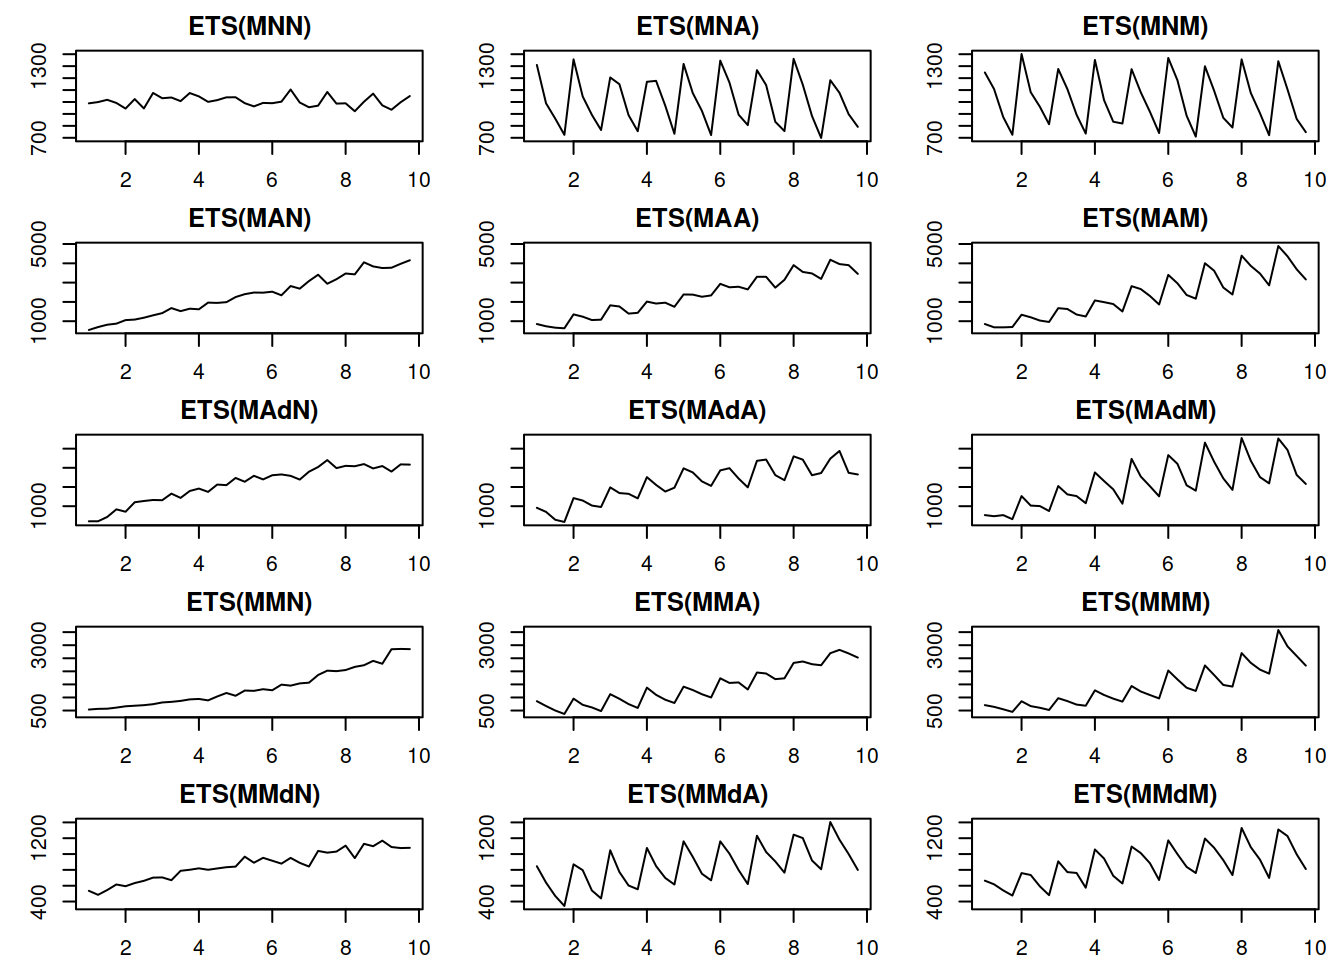 ETS(MNN) ETS(MNA) ETS(MNM)
1300 1300 1300
700 700 700
2 4 6 8 10 2 4 6 8 10 2 4 6 8 10
ETS(MAN) ETS(MAA) ETS(MAM)
5000 5000 5000
1000 1000 1000
2 4 6 8 10 2 4 6 8 10 2 4 6 8 10
ETS(MAdN) ETS(MAdA) ETS(MAdM)
1000 1000 1000
2 4 6 8 10 2 4 6 8 10 2 4 6 8 10
ETS(MMN) ETS(MMA) ETS(MMM)
3000 3000 3000
500 500 500
2 4 6 8 10 2 4 6 8 10 2 4 6 8 10
ETS(MMdN) ETS(MMdA) ETS(MMdM)
1200 1200 1200
400 400 400
2 4 6 8 10 2 4 6 8 10 2 4 6 8 10